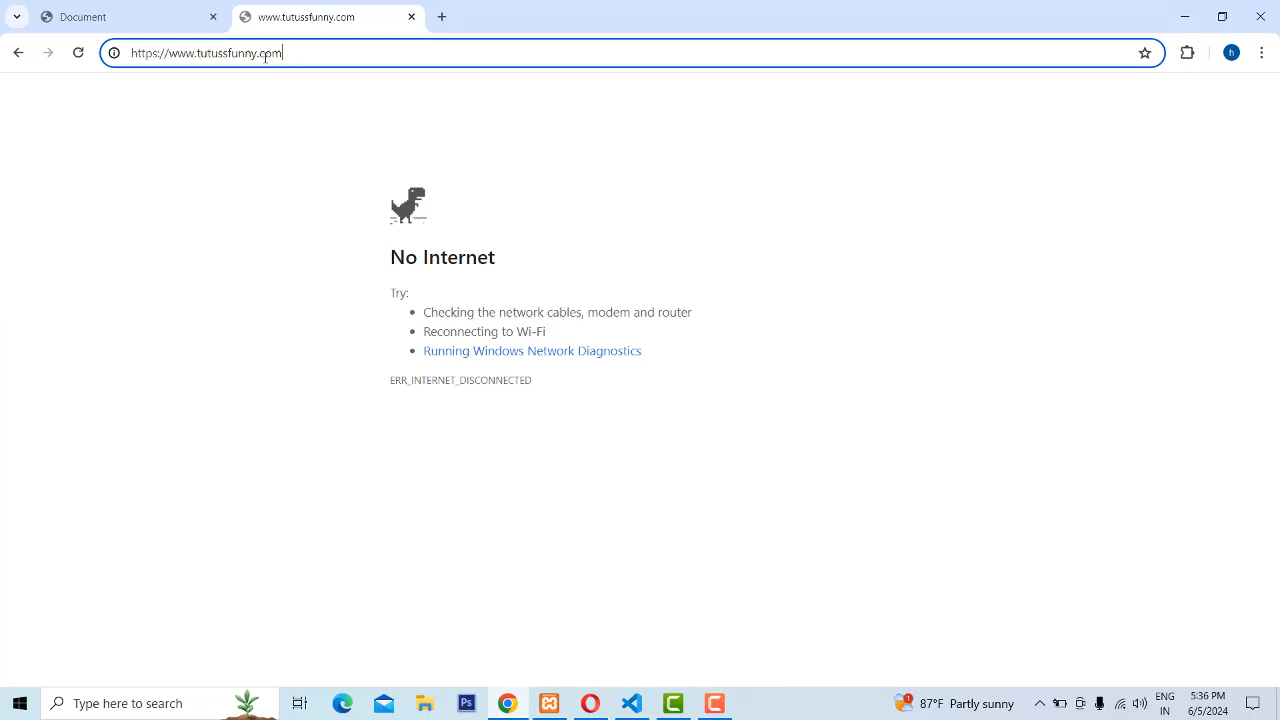 Document
www.tutussfunny.com
https://www.tutussfunny.com
h
No Internet
Try:
Checking the network cables, modem and router
Reconnecting to Wi-Fi
Running Windows Network Diagnostics
ERR_INTERNET_DISCONNECTED
Type here to search
Ps
1
87°F Partly sunny
ENG
IN
5:36 PM
6/5/2024